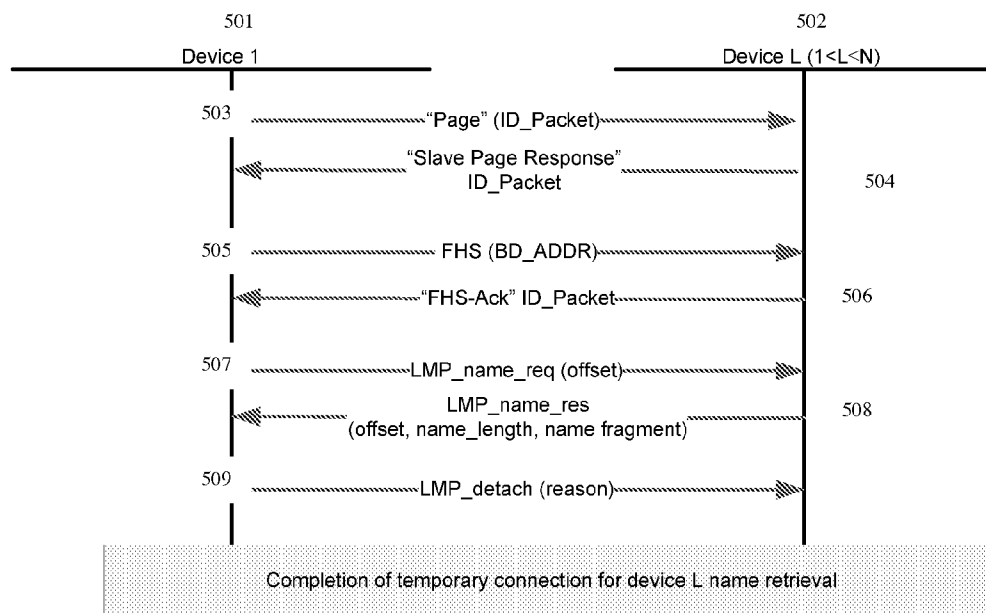 501
502
Device 1
Device L (1<L<N)
503
“Page” (ID_Packet)
“Slave Page Response”
ID_Packet
504
505
FHS (BD_ADDR)
“FHS-Ack” ID_Packet
506
507
LMP_name_req (offset)
LMP_name_res
(offset, name_length, name fragment)
508
509
LMP_detach (reason)
Completion of temporary connection for device L name retrieval